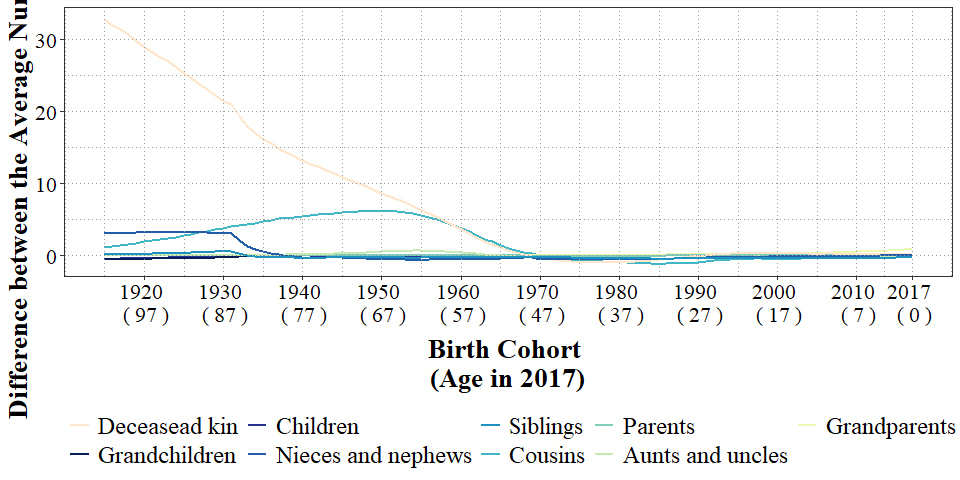 Difference between the Average
30
20
10
0
1920 1930 1940 1950 1960 1970 1980 1990 2000 2010 2017
( 97 ) ( 87 ) ( 77 ) ( 67 ) ( 57 ) ( 47 ) ( 37 ) ( 27 ) ( 17 ) ( 7 ) ( 0 )
Birth Cohort
(Age in 2017)
Deceasead kin Children Siblings Parents Grandparents
Grandchildren Nieces and nephews Cousins Aunts and uncles